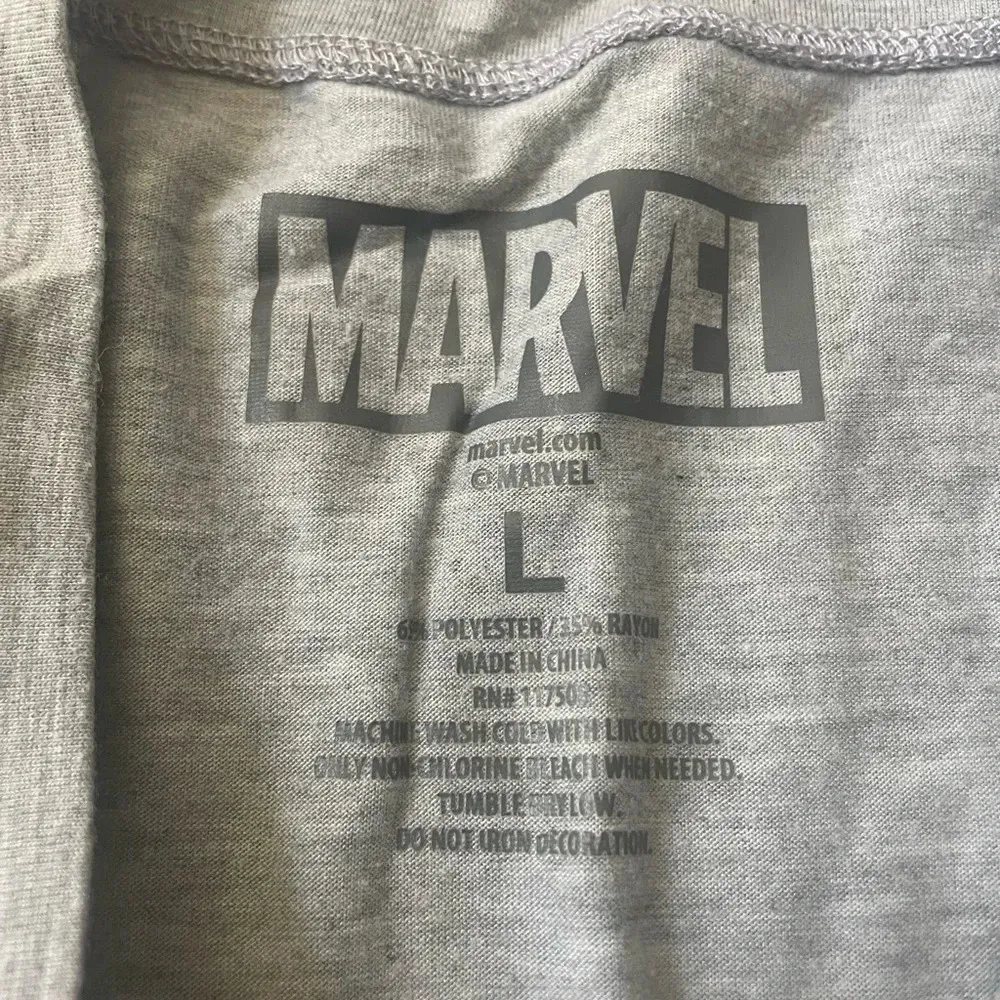 MARVEL
marvel.com
© MARVEL
L
POLYESTER / 35% RAYON
MADE IN CHINA
RN#
MACHINE WASH COLD WITH LIKE COLORS.
ONLY NON-CHLORINE BLEACH WHEN NEEDED.
TUMBLE DRY LOW.
DO NOT IRON DECORATION.